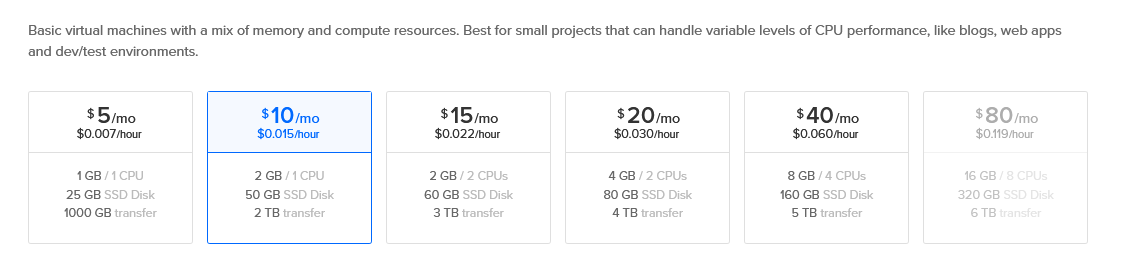 Basic virtual machines with a mix of memory and compute resources. Best for small projects that can handle variable levels of CPU performance, like blogs, web apps
and dev/test environments.
$5/mo
$0.007/hour
1 GB / 1 CPU
25 GB SSD Disk
1000 GB transfer
$10/mo
$0.015/hour
2 GB / 1 CPU
50 GB SSD Disk
2 TB transfer
$15/mo
$0.022/hour
2 GB / 2 CPUs
60 GB SSD Disk
3 TB transfer
$20/mo
$0.030/hour
4 GB / 2 CPUs
80 GB SSD Disk
4 TB transfer
$40/mo
$0.060/hour
8 GB / 4 CPUs
160 GB SSD Disk
5 TB transfer
$80/mo
$0.119/hour
16 GB / 8 CPUs
320 GB SSD Disk
6 TB transfer